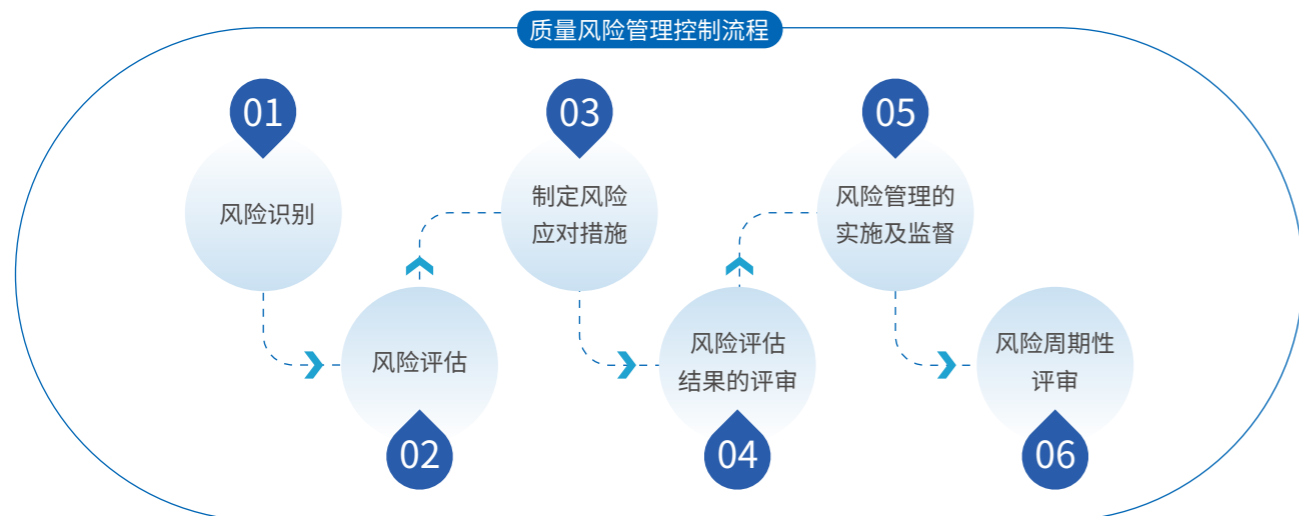 质量风险管理控制流程
01
风险识别
02
风险评估
03
制定风险
应对措施
04
风险评估
结果的评审
05
风险管理的
实施及监督
06
风险周期性
评审